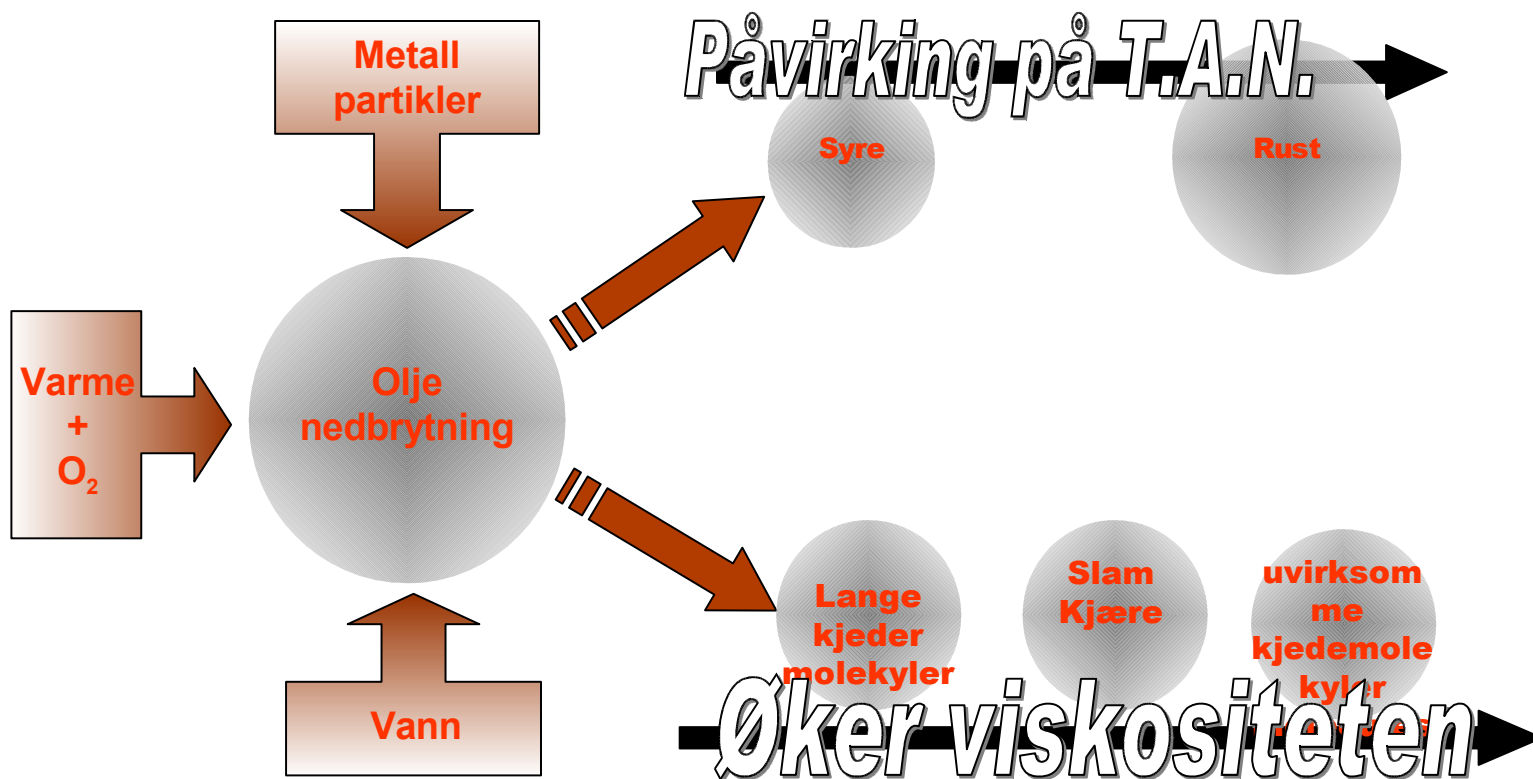 Metall
partikler
Påvirking på T.A.N.
Syre
Rust
Varme
+
O₂
Olje
nedbrytning
Lange
kjeder
molekyler
Slam
Kjære
uvirksom
me
kjedemole
kyler
Vann
Øker viskositeten